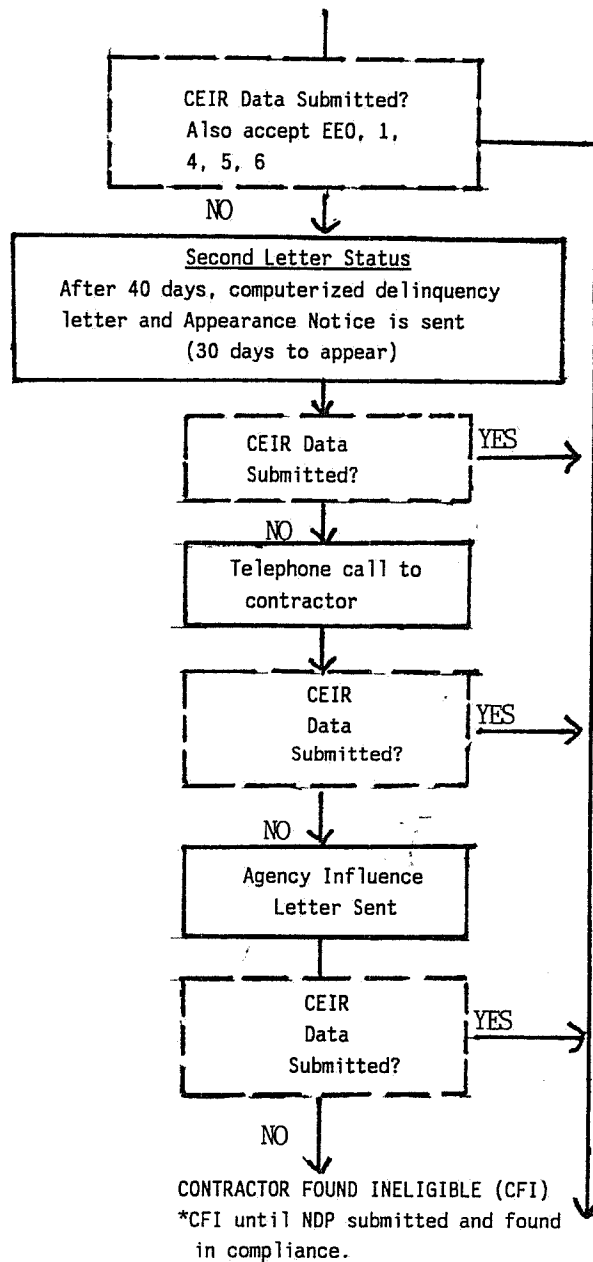 CEIR Data Submitted?
Also accept EEO, 1,
4, 5, 6
NO
Second Letter Status
After 40 days, computerized delinquency
letter and Appearance Notice is sent
(30 days to appear)
CEIR Data
Submitted?
YES
NO
Telephone call to
contractor
CEIR
Data
Submitted?
YES
NO
Agency Influence
Letter Sent
CEIR
Data
Submitted?
YES
NO
CONTRACTOR FOUND INELIGIBLE (CFI)
*CFI until NDP submitted and found
in compliance.